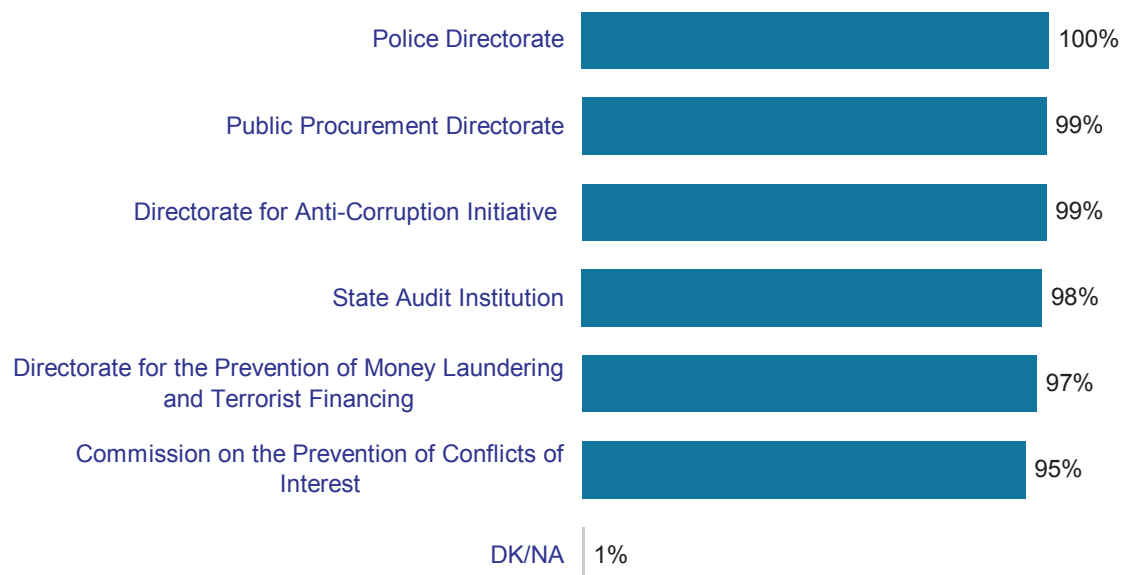 Police Directorate 100%
Public Procurement Directorate 99%
Directorate for Anti-Corruption Initiative 99%
State Audit Institution 98%
Directorate for the Prevention of Money Laundering
and Terrorist Financing 97%
Commission on the Prevention of Conflicts of
Interest 95%
DK/NA 1%